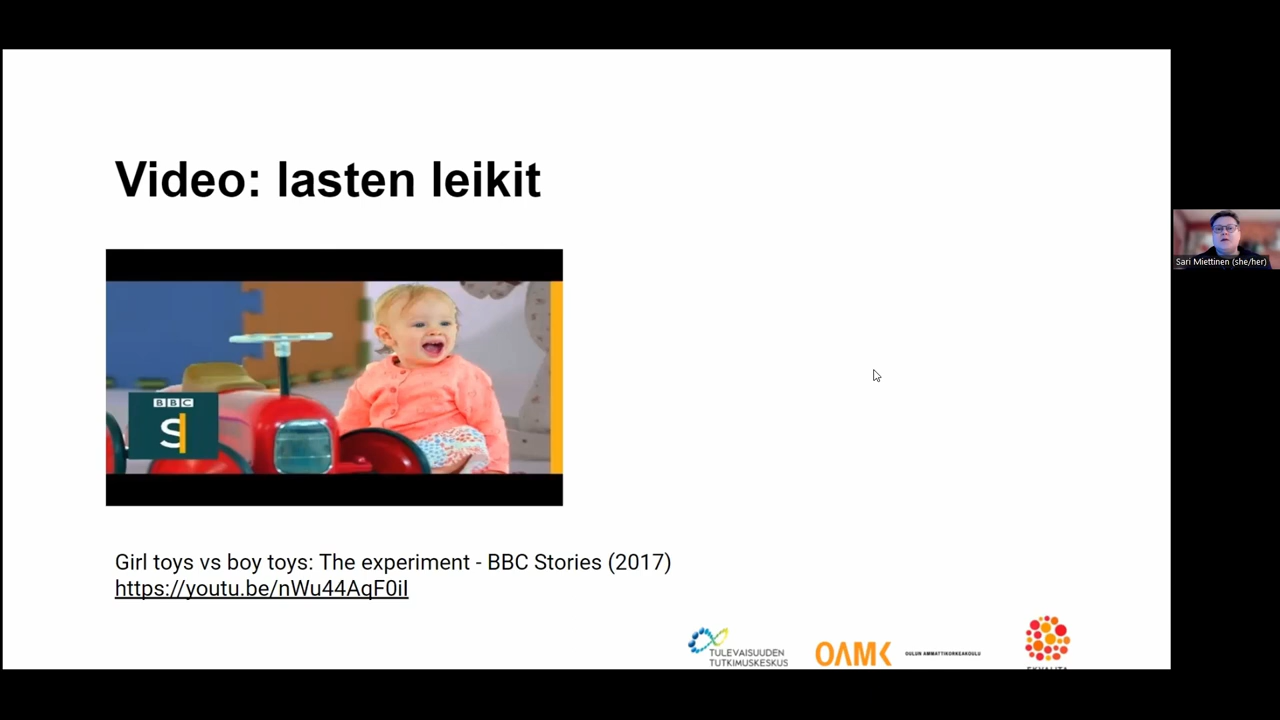 Video: lasten leikit
BBC
S
Girl toys vs boy toys: The experiment - BBC Stories (2017)
https://youtu.be/nWu44AqF0iI
TULEVAISUUDEN
TUTKIMUSKESKUS
OAMK
OULUN AMMATTIKORKEAKOULU
Sari Miettinen (she/her)